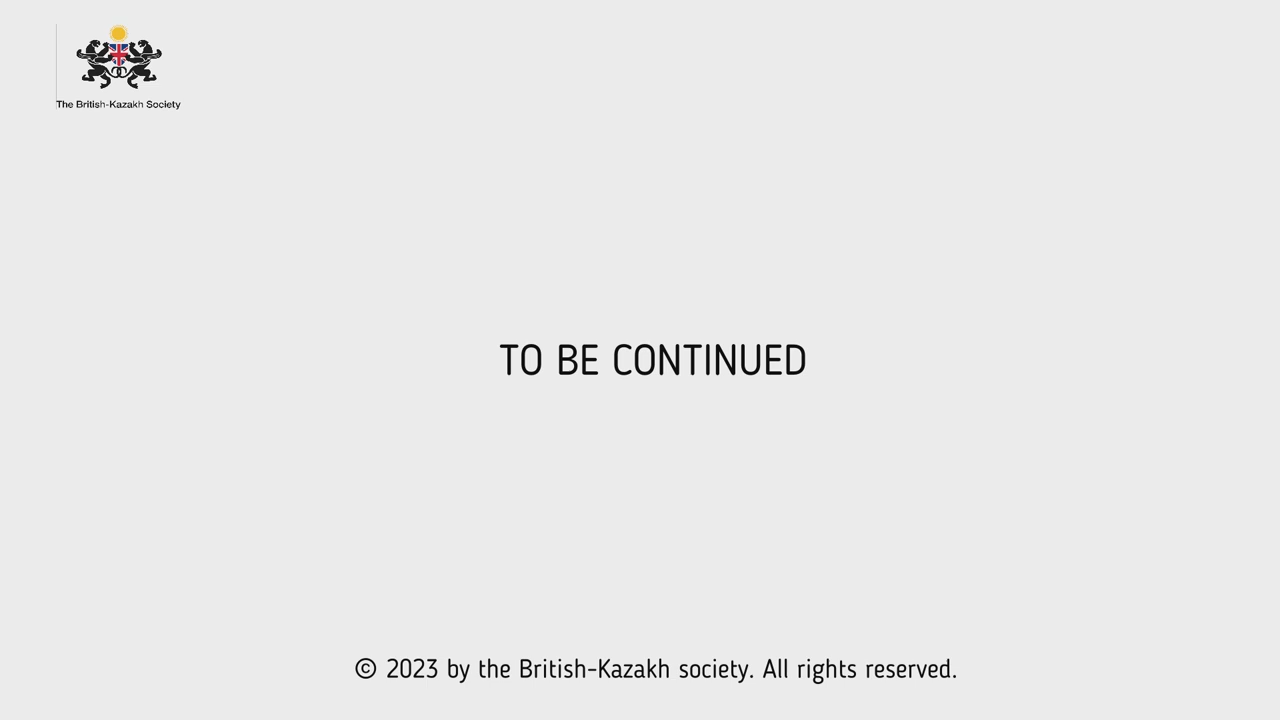 The British-Kazakh Society
TO BE CONTINUED
© 2023 by the British-Kazakh society. All rights reserved.